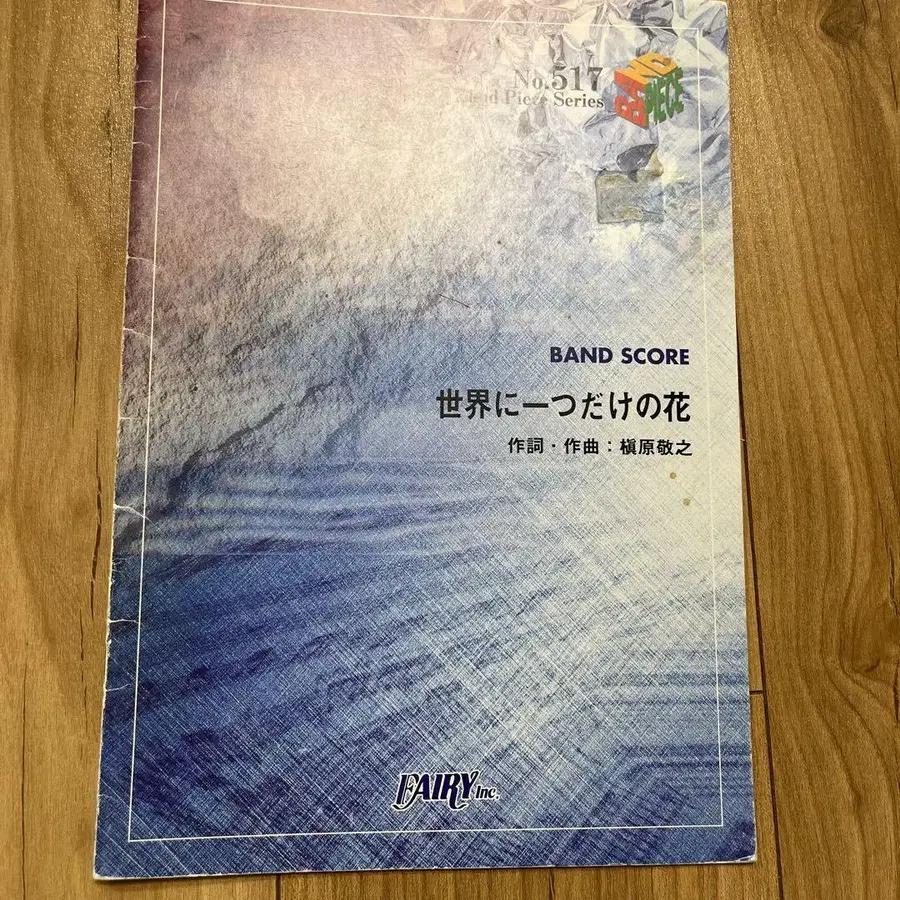 No.517
Band Piece Series
BAND PIECE
BAND SCORE
世界に一つだけの花
作詞・作曲：槇原敬之
FAIRY Inc.